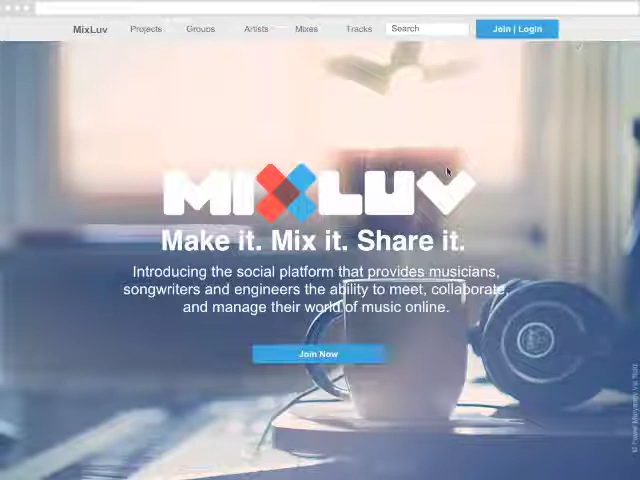 MixLuv Projects Groups Artists Mixes Tracks Search Join | Login
MIXLUV
Make it. Mix it. Share it.
Introducing the social platform that provides musicians,
songwriters and engineers the ability to meet, collaborate,
and manage their world of music online.
Join Now